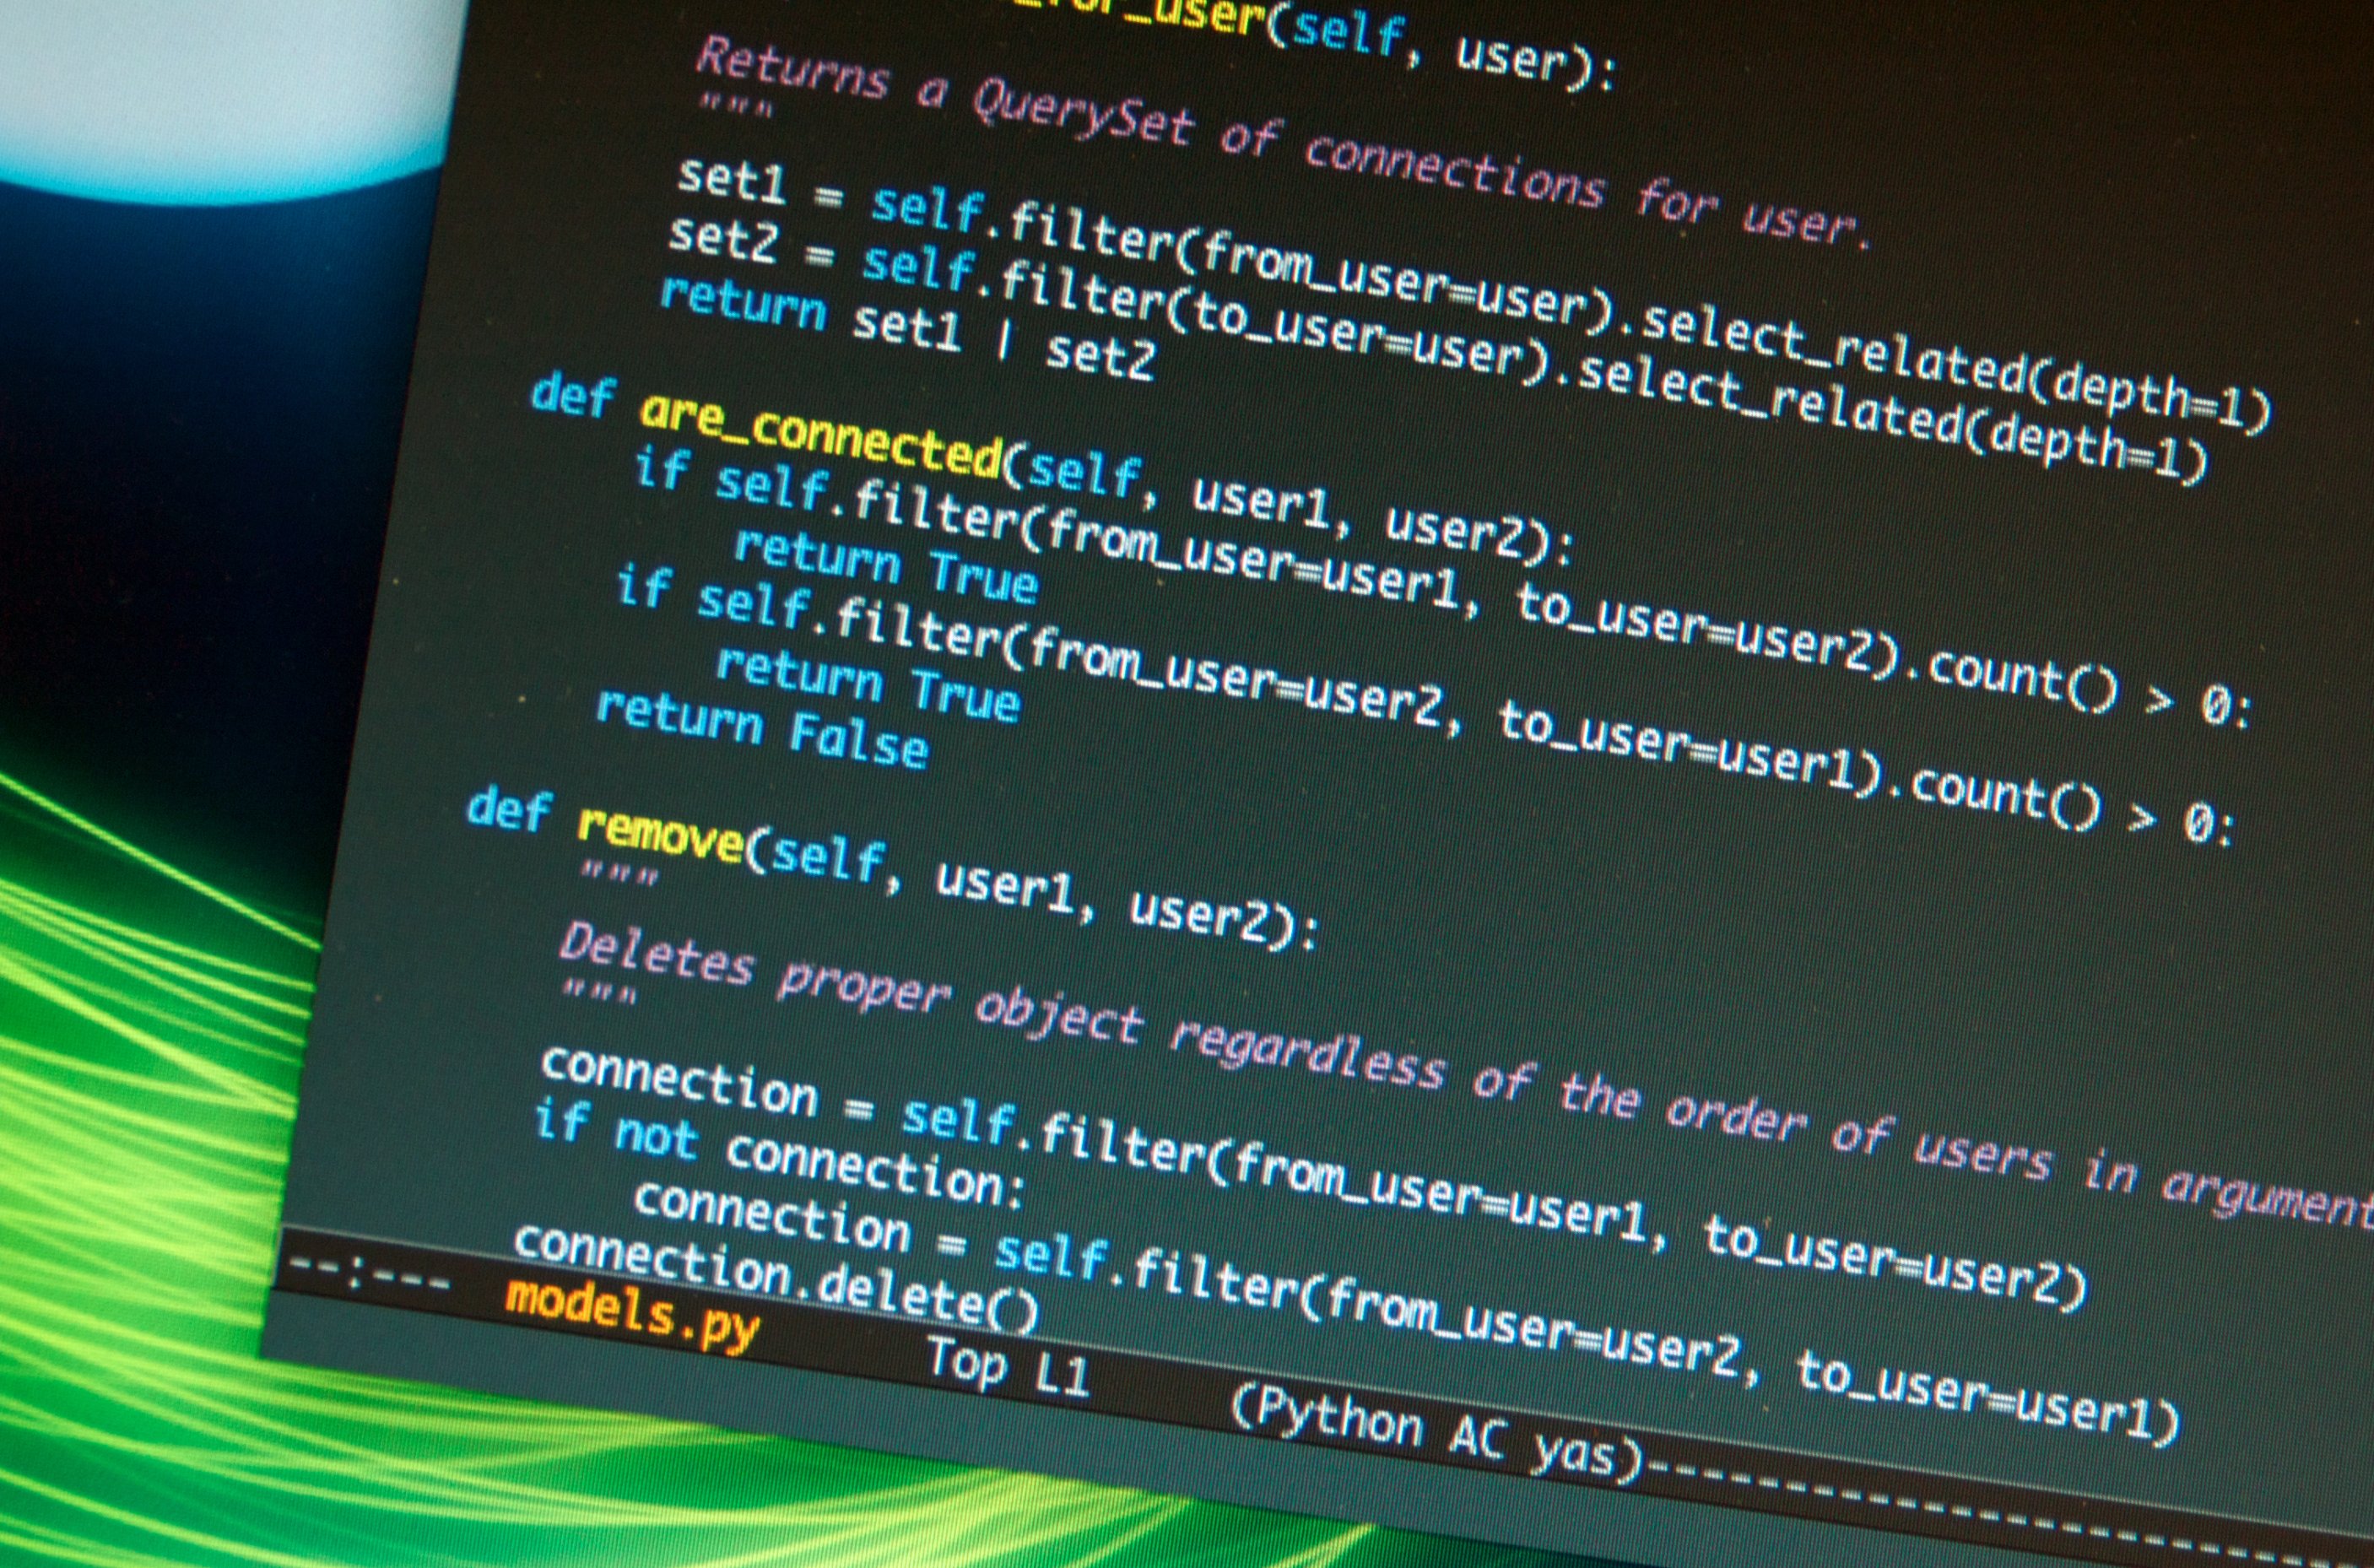 _for_user(self, user):
Returns a QuerySet of connections for user.
"""
set1 = self.filter(from_user=user).select_related(depth=1)
set2 = self.filter(to_user=user).select_related(depth=1)
return set1 | set2
def are_connected(self, user1, user2):
if self.filter(from_user=user1, to_user=user2).count() > 0:
return True
if self.filter(from_user=user2, to_user=user1).count() > 0:
return True
return False
def remove(self, user1, user2):
"""
Deletes proper object regardless of the order of users in argument
"""
connection = self.filter(from_user=user1, to_user=user2)
if not connection:
connection = self.filter(from_user=user2, to_user=user1)
connection.delete()
--:--- models.py Top L1 (Python AC yas)--------------------------